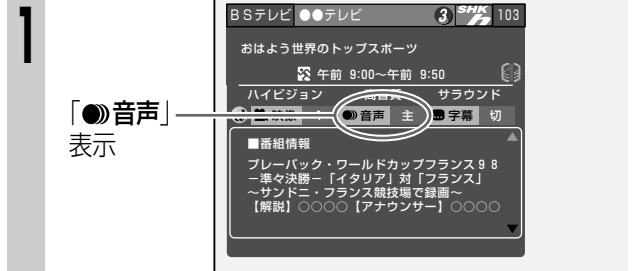 1
BSテレビ ●●テレビ 3 SHK h 103
おはよう世界のトップスポーツ
午前 9:00~午前 9:50
ハイビジョン 高音質 サラウンド
映像 1 音声 主 字幕 切
「音声」
表示
■番組情報
プレーバック・ワールドカップフランス98
-準々決勝-「イタリア」対「フランス」
~サンドニ・フランス競技場で録画~
【解説】○○○○【アナウンサー】○○○○